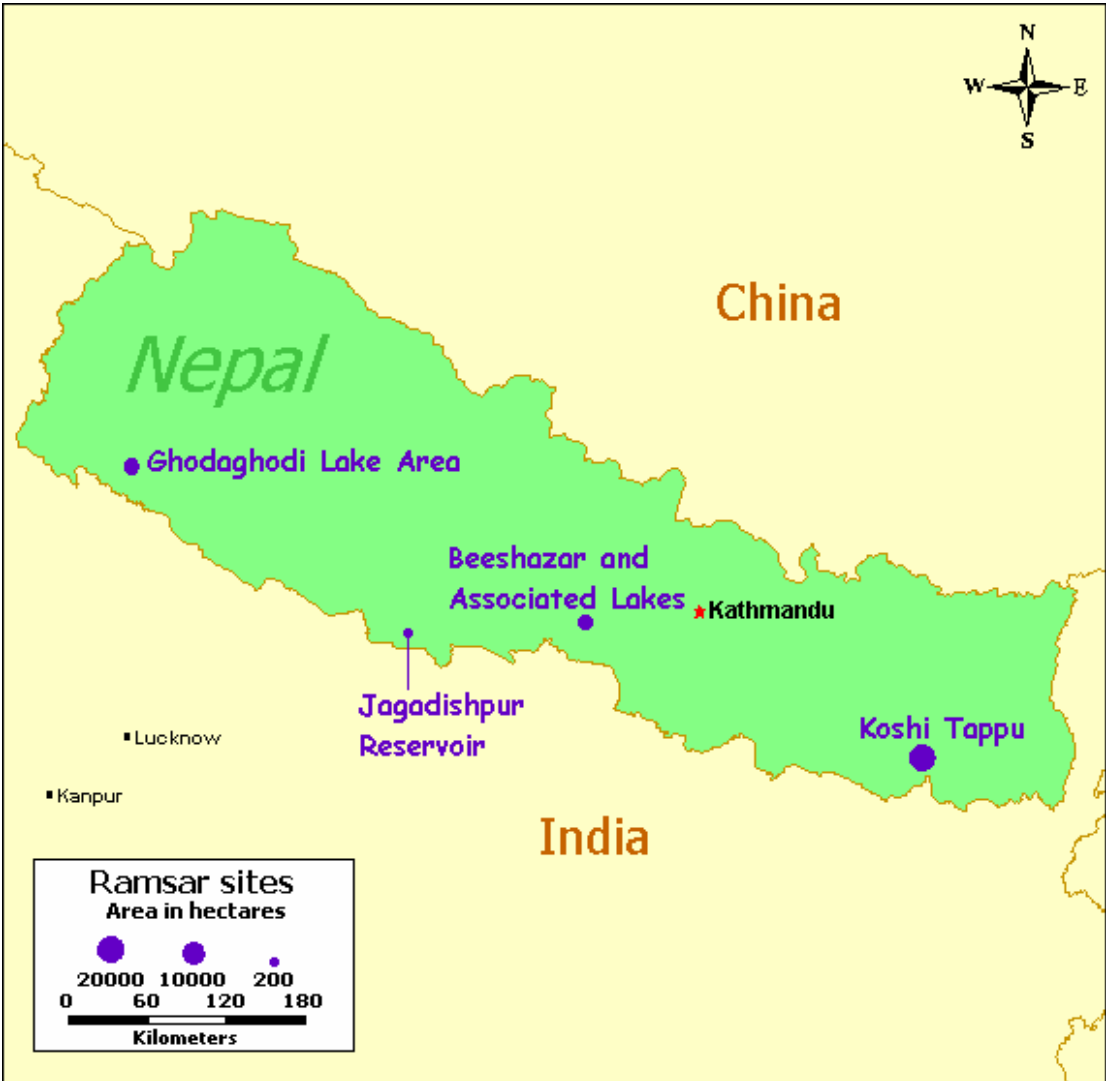 N
W E
S
China
Nepal
Ghodaghodi Lake Area
Beeshazar and
Associated Lakes
Kathmandu
Jagadishpur
Reservoir
Koshi Tappu
Lucknow
Kanpur
India
Ramsar sites
Area in hectares
20000 10000 200
0 60 120 180
Kilometers